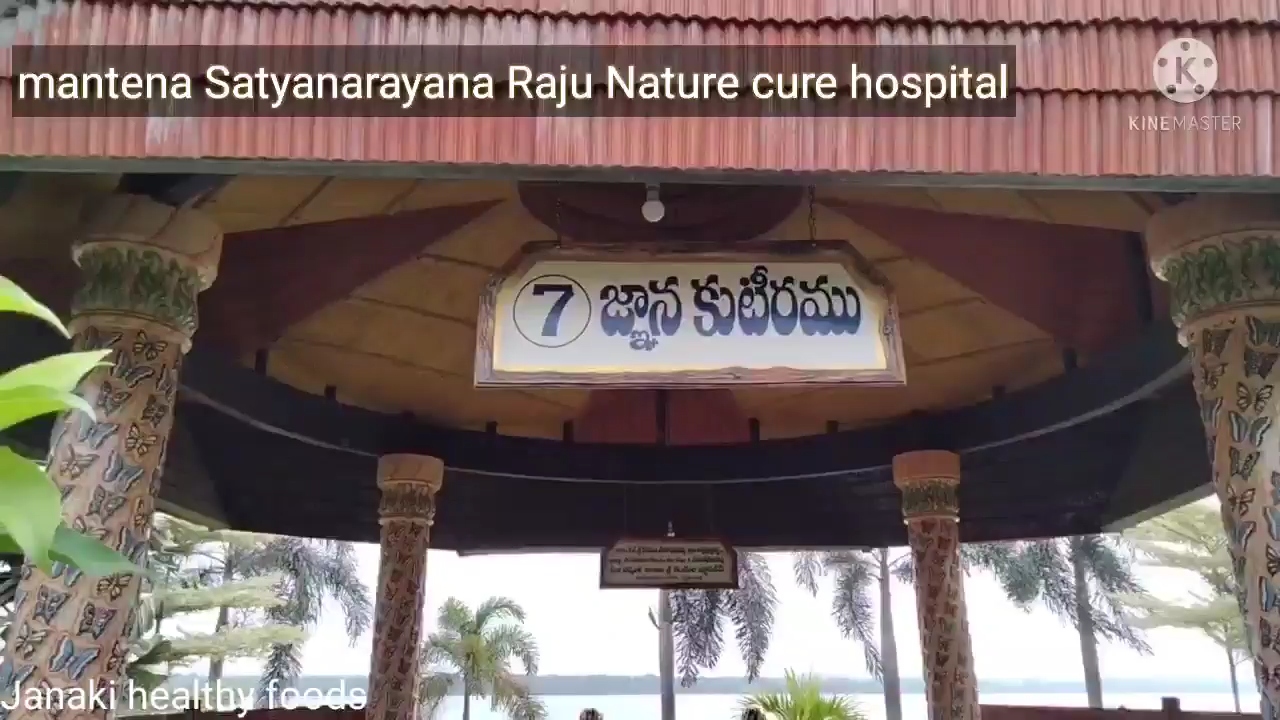 mantena Satyanarayana Raju Nature cure hospital
KINEMASTER
7 జ్ఞాన కుటీరము
Janaki healthy foods